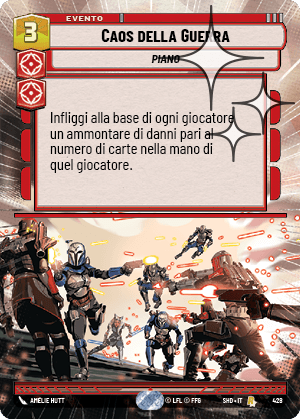 EVENTO
3
CAOS DELLA GUERRA
PIANO
Infliggi alla base di ogni giocatore
un ammontare di danni pari al
numero di carte nella mano di
quel giocatore.
AMÉLIE HUTT
© LFL © FFG
SHD • IT
428